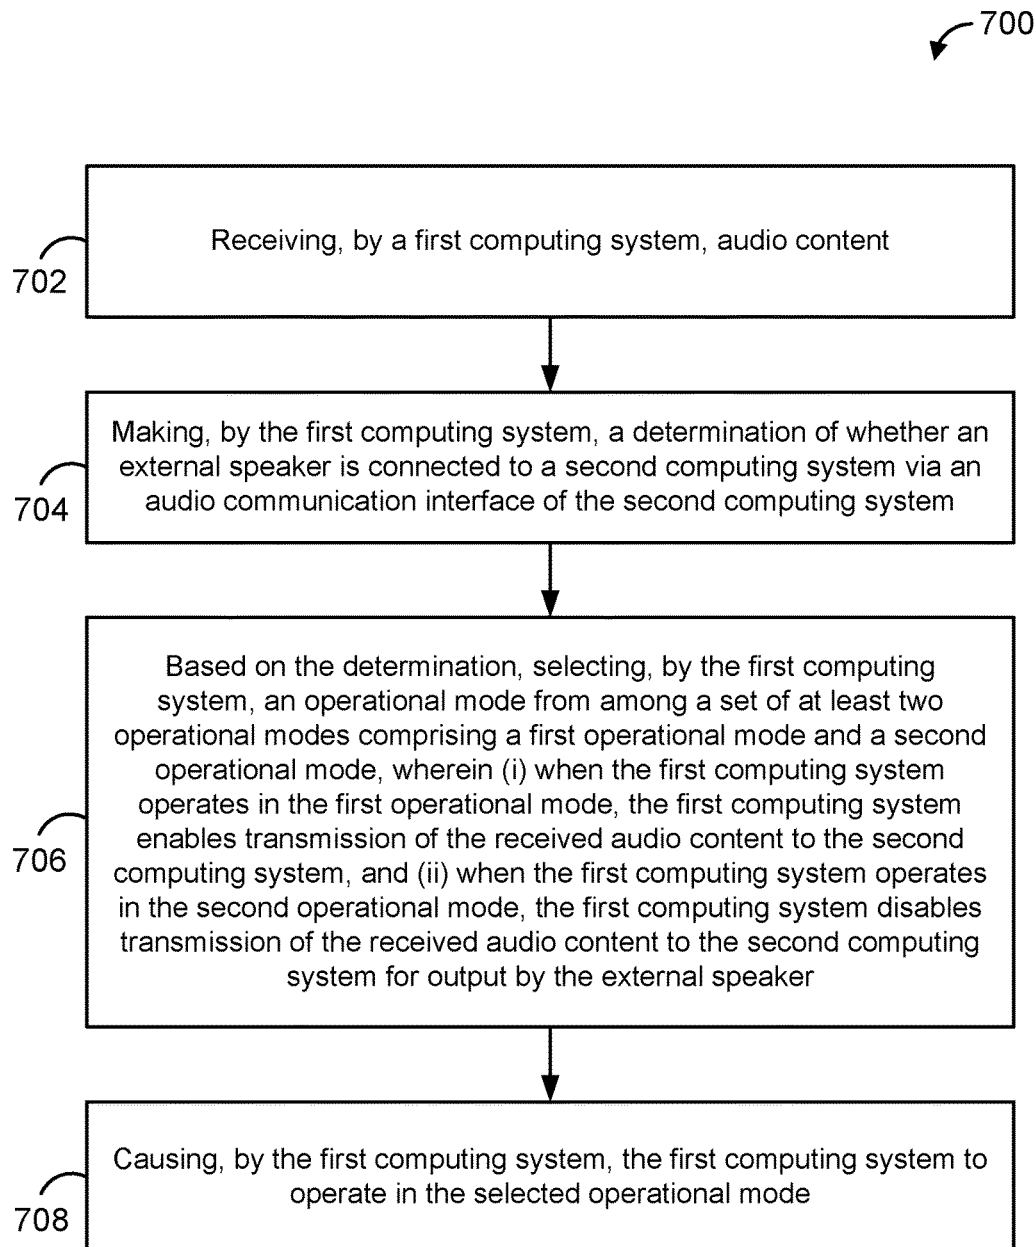 700
Receiving, by a first computing system, audio content
702
Making, by the first computing system, a determination of whether an
external speaker is connected to a second computing system via an
audio communication interface of the second computing system
704
Based on the determination, selecting, by the first computing
system, an operational mode from among a set of at least two
operational modes comprising a first operational mode and a second
operational mode, wherein (i) when the first computing system
operates in the first operational mode, the first computing system
enables transmission of the received audio content to the second
computing system, and (ii) when the first computing system operates
in the second operational mode, the first computing system disables
transmission of the received audio content to the second computing
system for output by the external speaker
706
Causing, by the first computing system, the first computing system to
operate in the selected operational mode
708